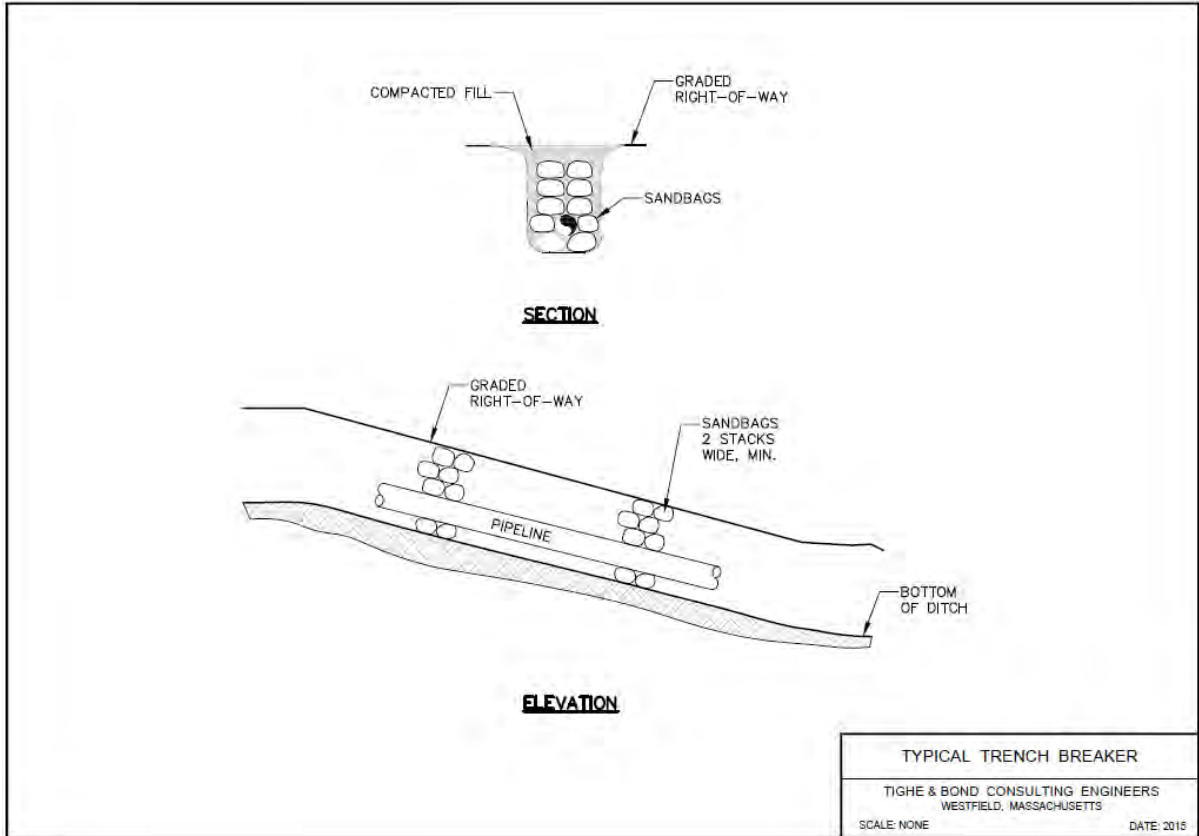 COMPACTED FILL
GRADED
RIGHT-OF-WAY
SANDBAGS
SECTION
GRADED
RIGHT-OF-WAY
SANDBAGS
2 STACKS
WIDE, MIN.
PIPELINE
BOTTOM
OF DITCH
ELEVATION
TYPICAL TRENCH BREAKER
TIGHE & BOND CONSULTING ENGINEERS
WESTFIELD, MASSACHUSETTS
SCALE: NONE DATE: 2015